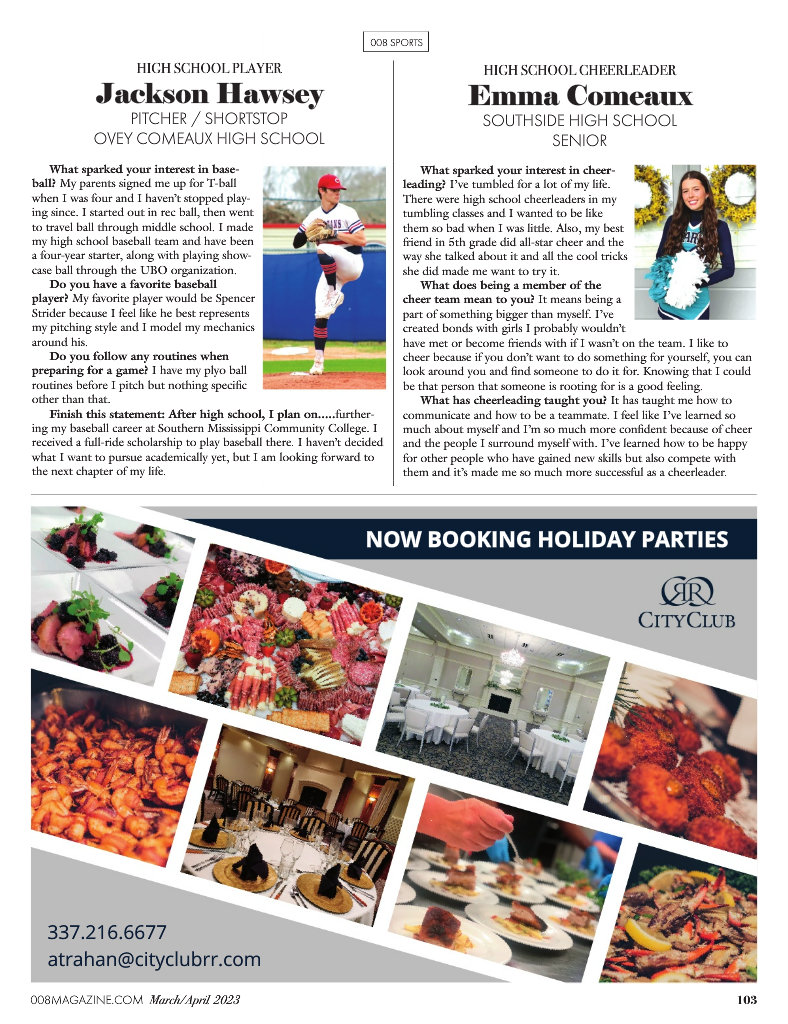 008 SPORTS
HIGH SCHOOL PLAYER
Jackson Hawsey
PITCHER / SHORTSTOP
OVEY COMEAUX HIGH SCHOOL
What sparked your interest in base-
ball? My parents signed me up for T-ball
when I was four and I haven't stopped play-
ing since. I started out in rec ball, then went
to travel ball through middle school. I made
my high school baseball team and have been
a four-year starter, along with playing show-
case ball through the UBO organization.
Do you have a favorite baseball
player? My favorite player would be Spencer
Strider because I feel like he best represents
my pitching style and I model my mechanics
around his.
Do you follow any routines when
preparing for a game? I have my plyo ball
routines before I pitch but nothing specific
other than that.
Finish this statement: After high school, I plan on.....further-
ing my baseball career at Southern Mississippi Community College. I
received a full-ride scholarship to play baseball there. I haven't decided
what I want to pursue academically yet, but I am looking forward to
the next chapter of my life.
HIGH SCHOOL CHEERLEADER
Emma Comeaux
SOUTHSIDE HIGH SCHOOL
SENIOR
What sparked your interest in cheer-
leading? I've tumbled for a lot of my life.
There were high school cheerleaders in my
tumbling classes and I wanted to be like
them so bad when I was little. Also, my best
friend in 5th grade did all-star cheer and the
way she talked about it and all the cool tricks
she did made me want to try it.
What does being a member of the
cheer team mean to you? It means being a
part of something bigger than myself. I've
created bonds with girls I probably wouldn't
have met or become friends with if I wasn't on the team. I like to
cheer because if you don't want to do something for yourself, you can
look around you and find someone to do it for. Knowing that I could
be that person that someone is rooting for is a good feeling.
What has cheerleading taught you? It has taught me how to
communicate and how to be a teammate. I feel like I've learned so
much about myself and I'm so much more confident because of cheer
and the people I surround myself with. I've learned how to be happy
for other people who have gained new skills but also compete with
them and it's made me so much more successful as a cheerleader.
NOW BOOKING HOLIDAY PARTIES
RR
CITYCLUB
337.216.6677
atrahan@cityclubrr.com
008MAGAZINE.COM March/April 2023
103